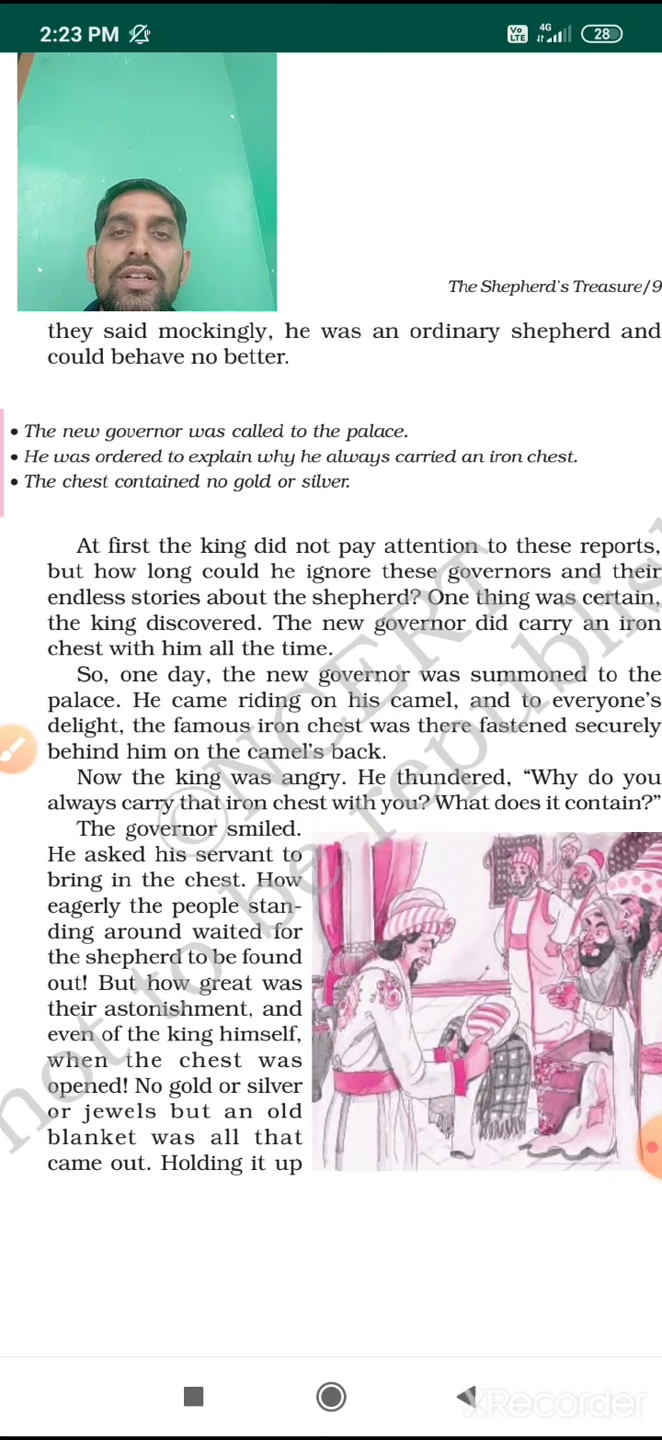 2:23 PM
Vo LTE 4G 28
The Shepherd's Treasure/9
they said mockingly, he was an ordinary shepherd and
could behave no better.
• The new governor was called to the palace.
• He was ordered to explain why he always carried an iron chest.
• The chest contained no gold or silver.
At first the king did not pay attention to these reports,
but how long could he ignore these governors and their
endless stories about the shepherd? One thing was certain,
the king discovered. The new governor did carry an iron
chest with him all the time.
So, one day, the new governor was summoned to the
palace. He came riding on his camel, and to everyone's
delight, the famous iron chest was there fastened securely
behind him on the camel's back.
Now the king was angry. He thundered, “Why do you
always carry that iron chest with you? What does it contain?”
The governor smiled.
He asked his servant to
bring in the chest. How
eagerly the people stan-
ding around waited for
the shepherd to be found
out! But how great was
their astonishment, and
even of the king himself,
when the chest was
opened! No gold or silver
or jewels but an old
blanket was all that
came out. Holding it up
©NCERT
not to be republish
XRecorder